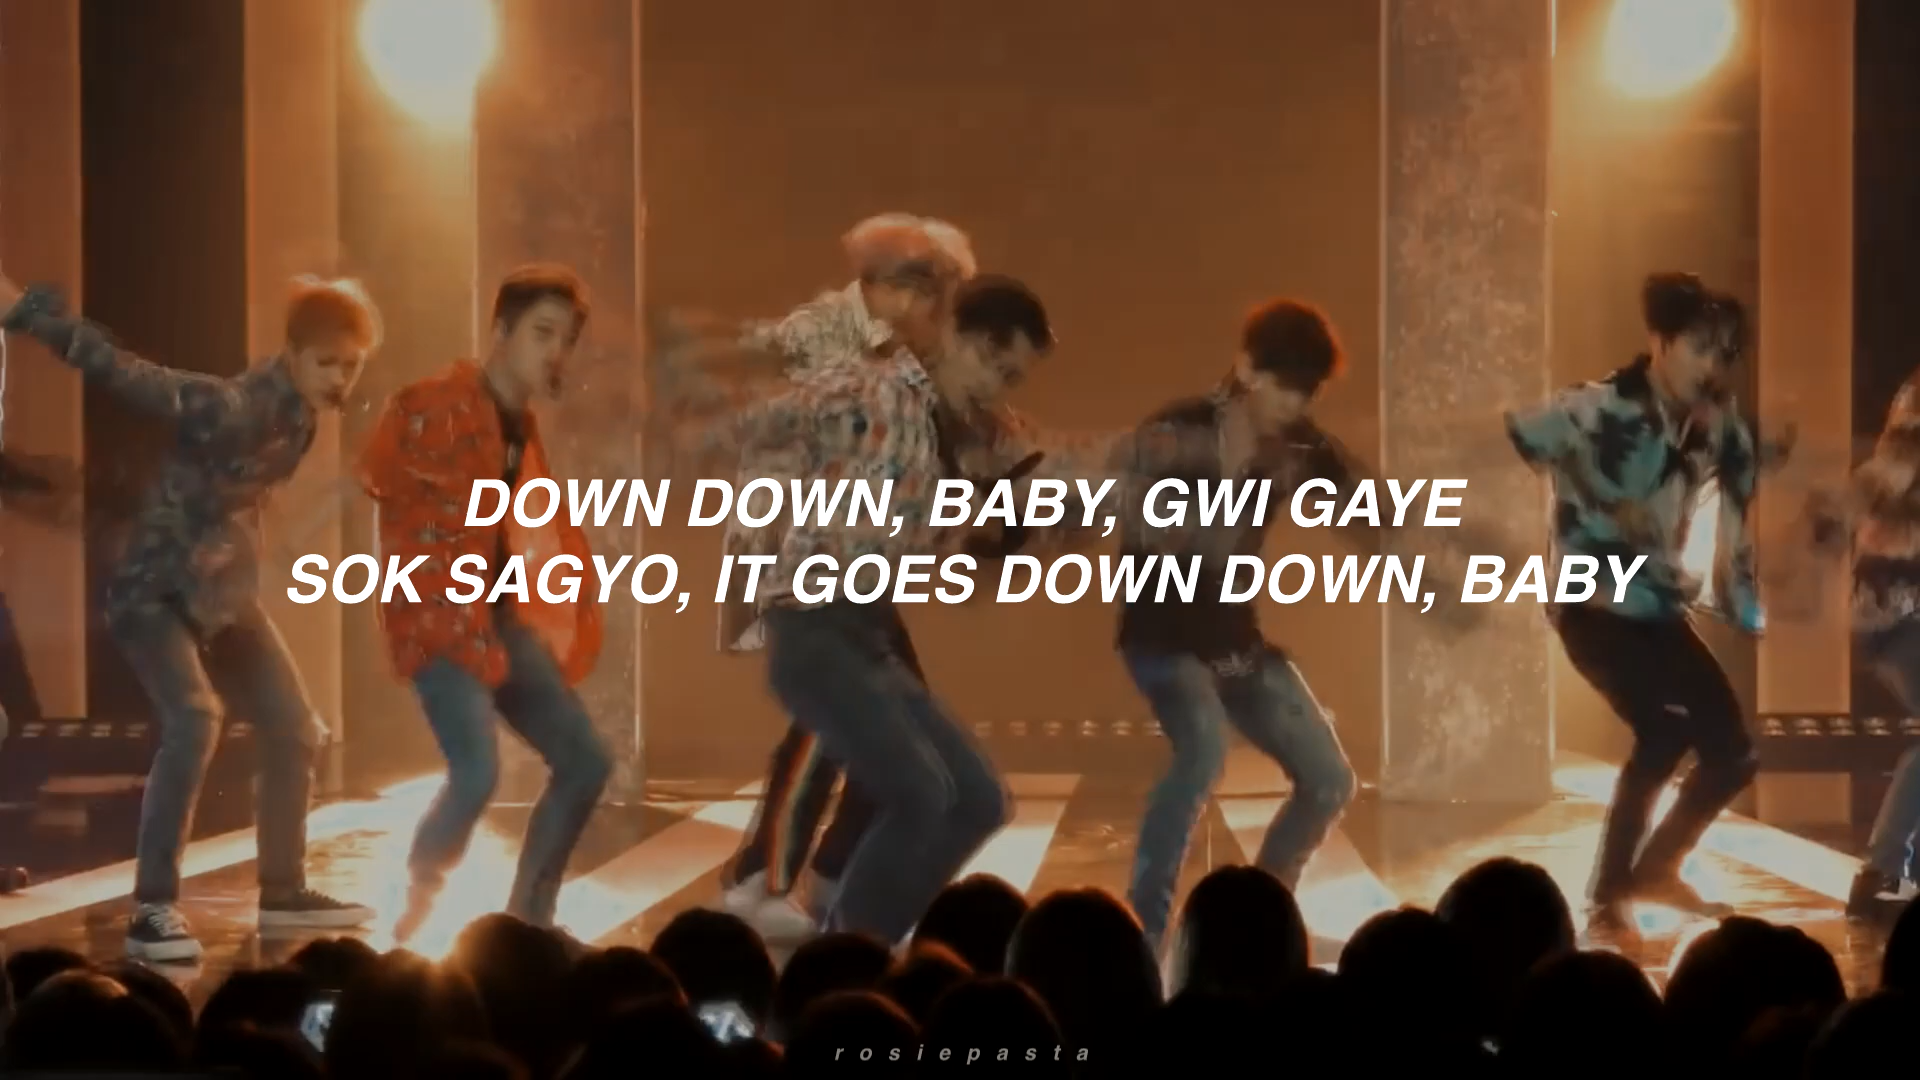 DOWN DOWN, BABY, GWI GAYE
SOK SAGYO, IT GOES DOWN DOWN, BABY
rosiepasta